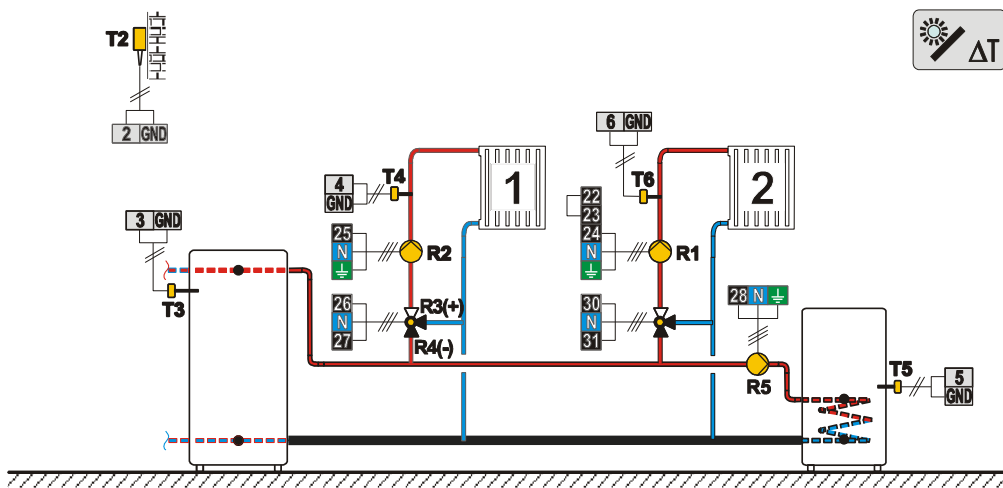 T2
ΔT
2 GND
6 GND
T4
T6
4
GND
1
2
22
23
3 GND
25
N
R2
24
N
R1
T3
26
N
27
R3(+)
R4(-)
30
N
31
28 N
R5
T5
5
GND